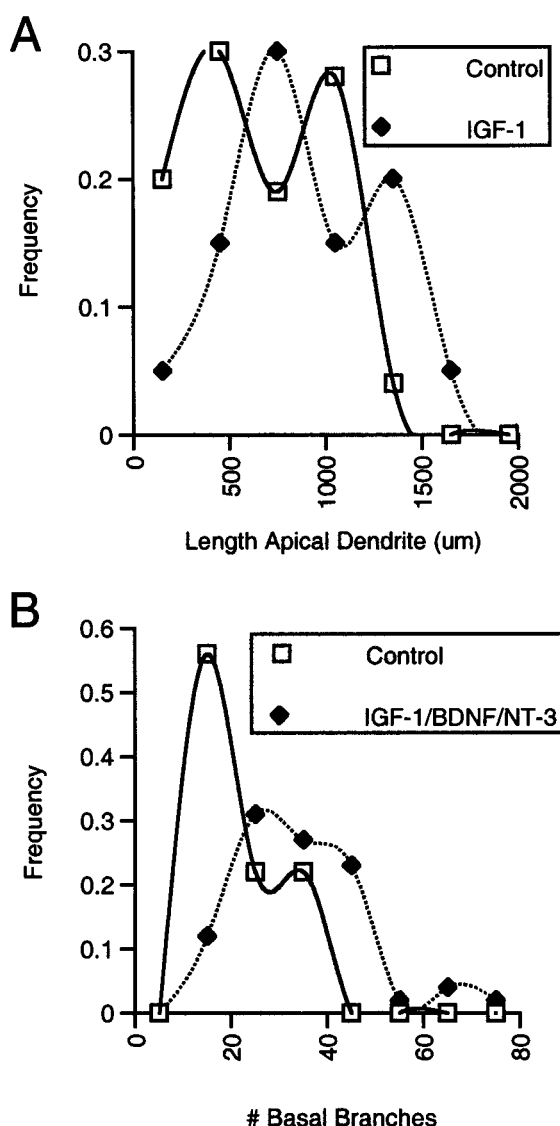 A
0.3
0.2
0.1
0
Frequency
Control
IGF-1
0
500
1000
1500
2000
Length Apical Dendrite (um)
B
0.6
0.5
0.4
0.3
0.2
0.1
0
Frequency
Control
IGF-1/BDNF/NT-3
0
20
40
60
80
# Basal Branches